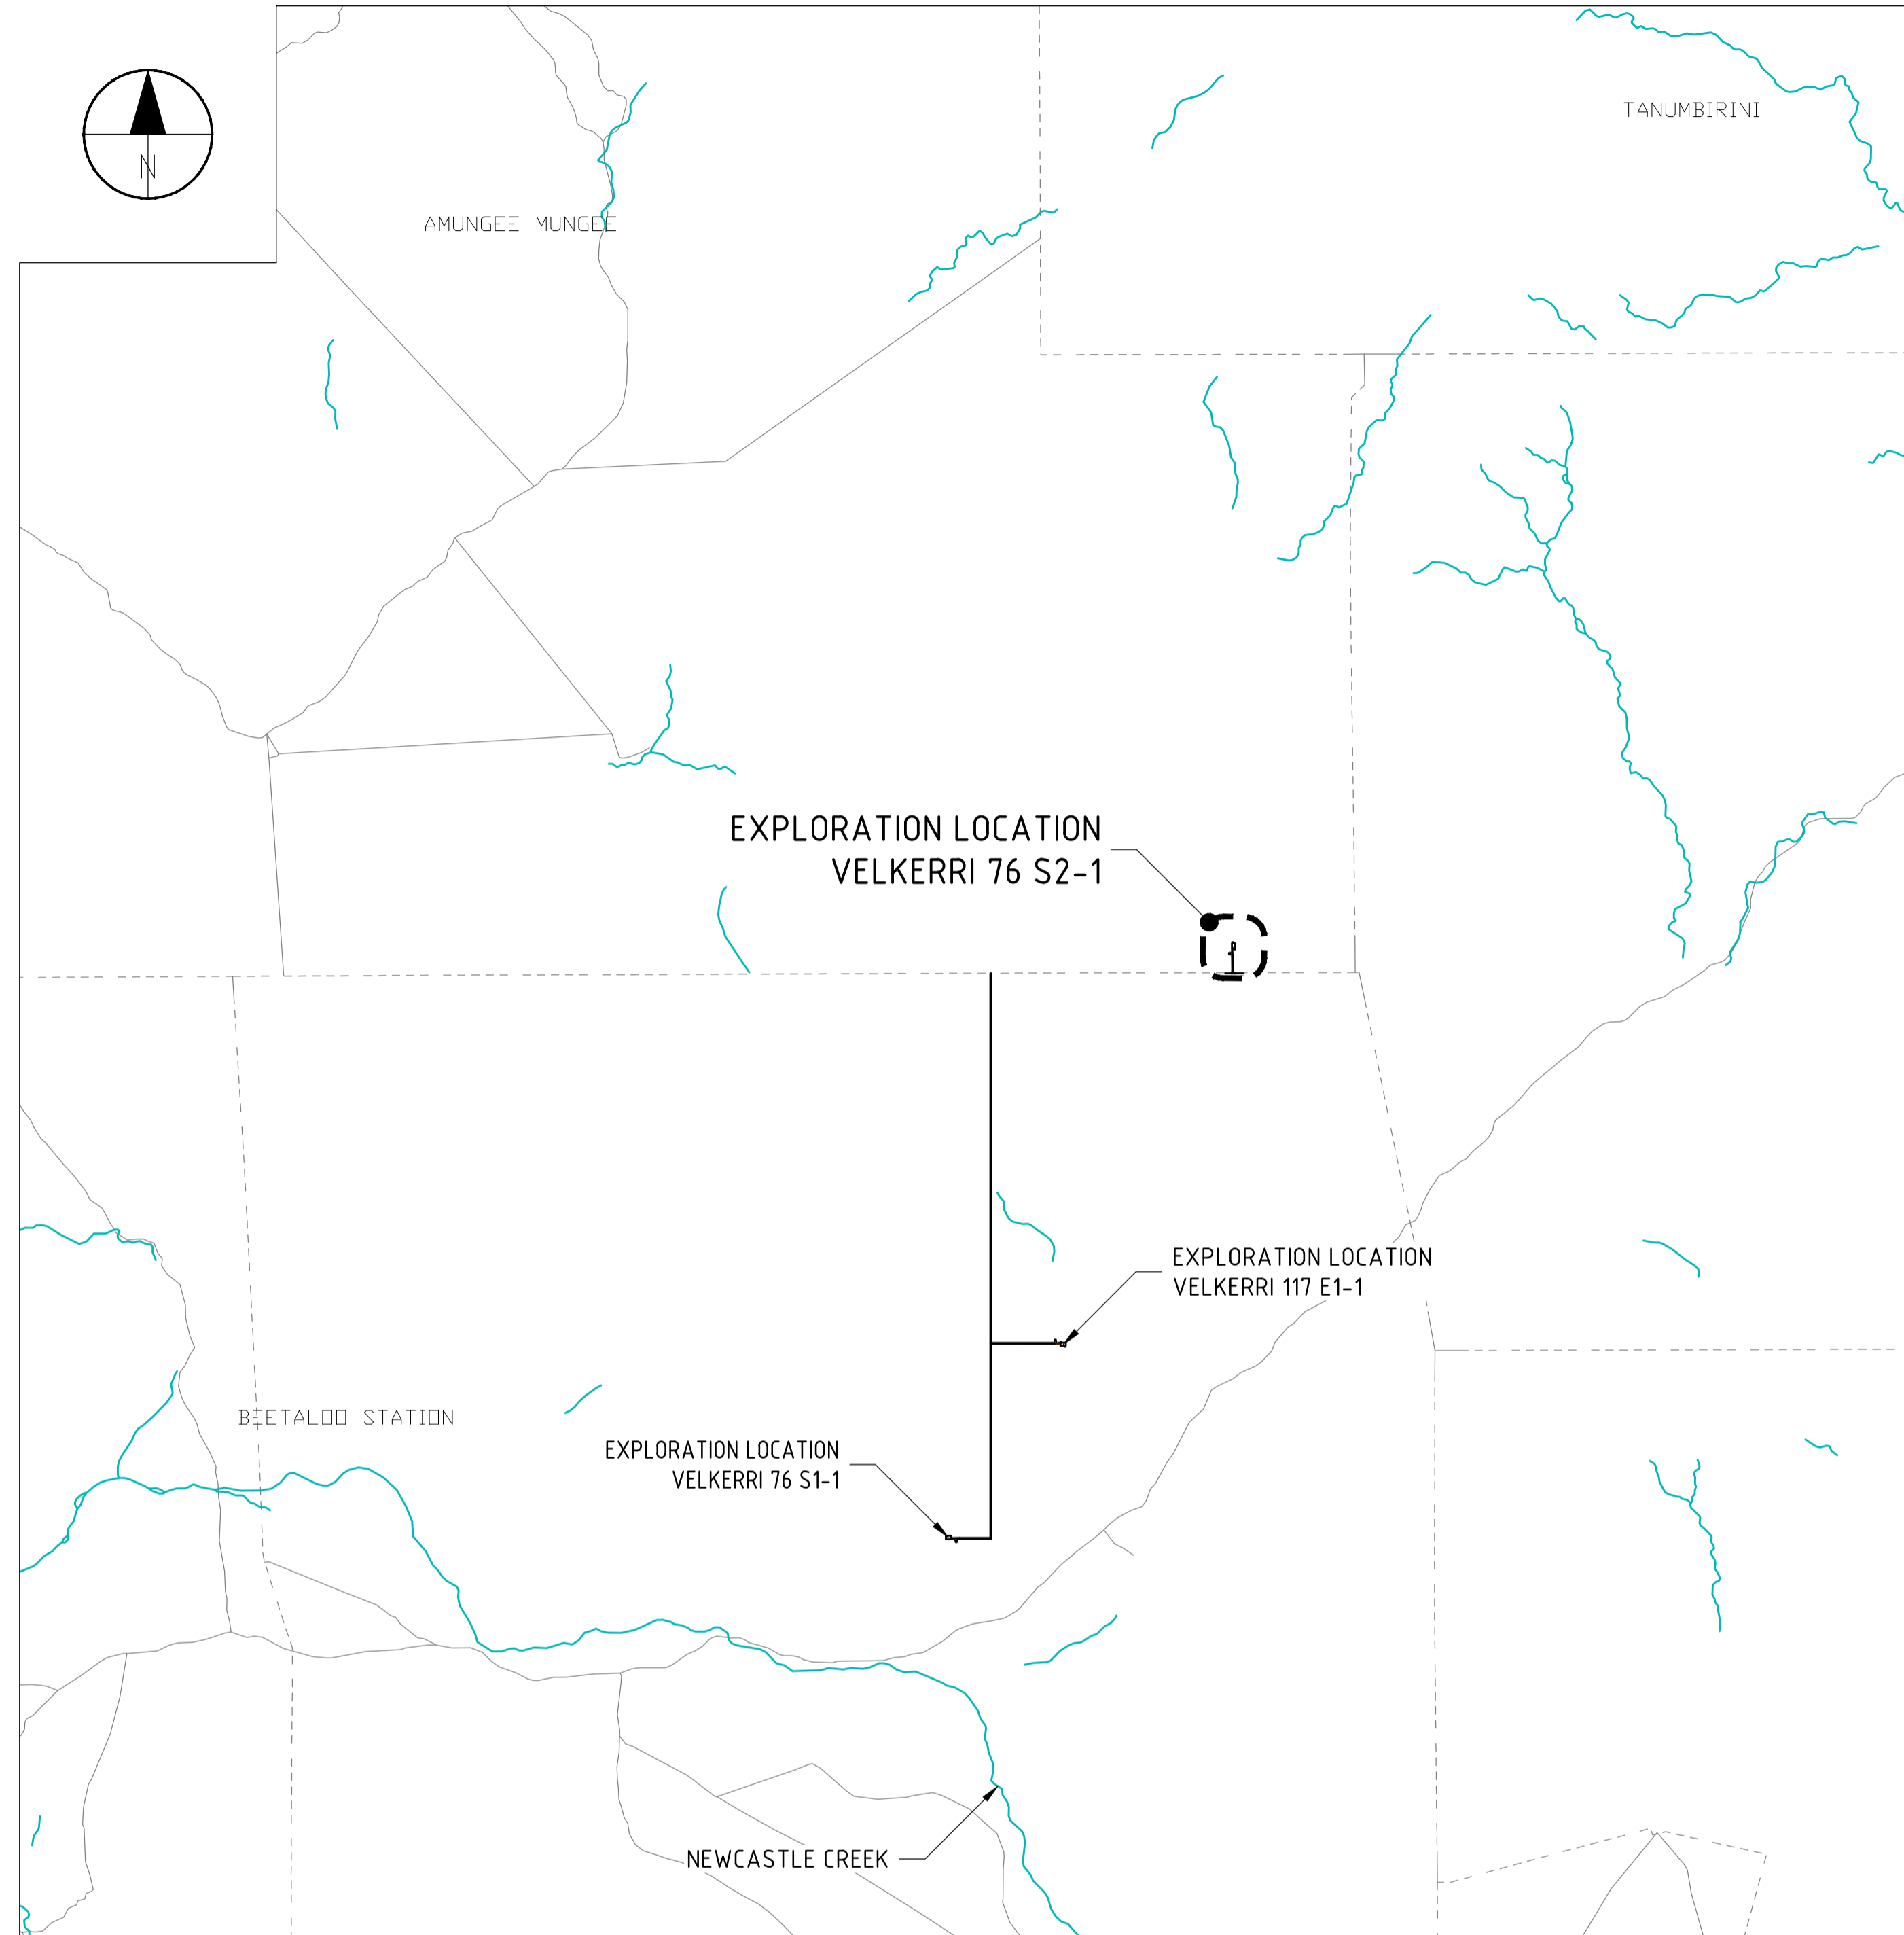 TANUMBIRINI
N
AMUNGEE MUNGEE
EXPLORATION LOCATION
VELKERRI 76 S2-1
EXPLORATION LOCATION
VELKERRI 117 E1-1
BEETALOO STATION
EXPLORATION LOCATION
VELKERRI 76 S1-1
NEWCASTLE CREEK